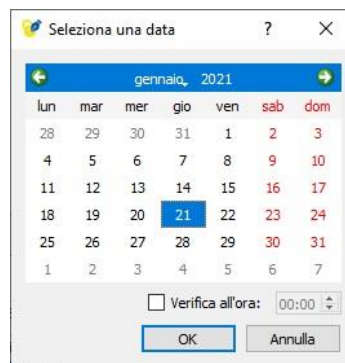 Seleziona una data ? ×
gennaio, 2021
lun mar mer gio ven sab dom
28 29 30 31 1 2 3
4 5 6 7 8 9 10
11 12 13 14 15 16 17
18 19 20 21 22 23 24
25 26 27 28 29 30 31
1 2 3 4 5 6 7
Verifica all'ora: 00:00
OK Annulla